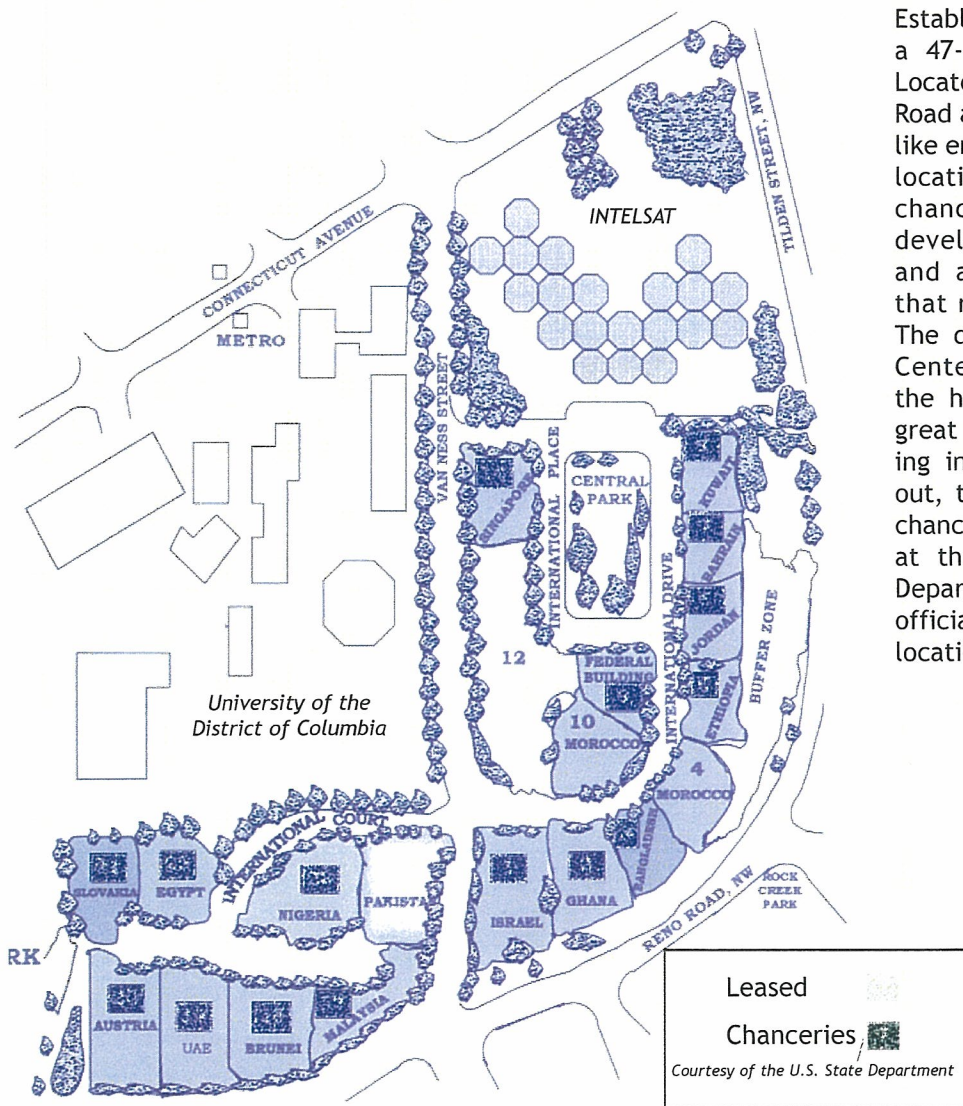 Establ
a 47-
Locate
Road a
like en
locati
chanc
devel
and a
that r
The c
Cente
the h
great
ing in
out, t
chanc
at th
Depar
officia
locati
CONNECTICUT AVENUE
METRO
TILDEN STREET, NW
INTELSAT
VAN NESS STREET
INTERNATIONAL PLACE
SINGAPORE
CENTRAL
PARK
KUWAIT
BAHRAIN
JORDAN
ETHIOPIA
BUFFER ZONE
INTERNATIONAL DRIVE
12
FEDERAL
BUILDING
10
MOROCCO
4
MOROCCO
University of the
District of Columbia
INTERNATIONAL COURT
SLOVAKIA
EGYPT
NIGERIA
PAKISTA
ISRAEL
GHANA
BANGLADESH
RENO ROAD, NW
ROCK
CREEK
PARK
RK
AUSTRIA
UAE
BRUNEI
MALAYSIA
Leased
Chanceries
Courtesy of the U.S. State Department